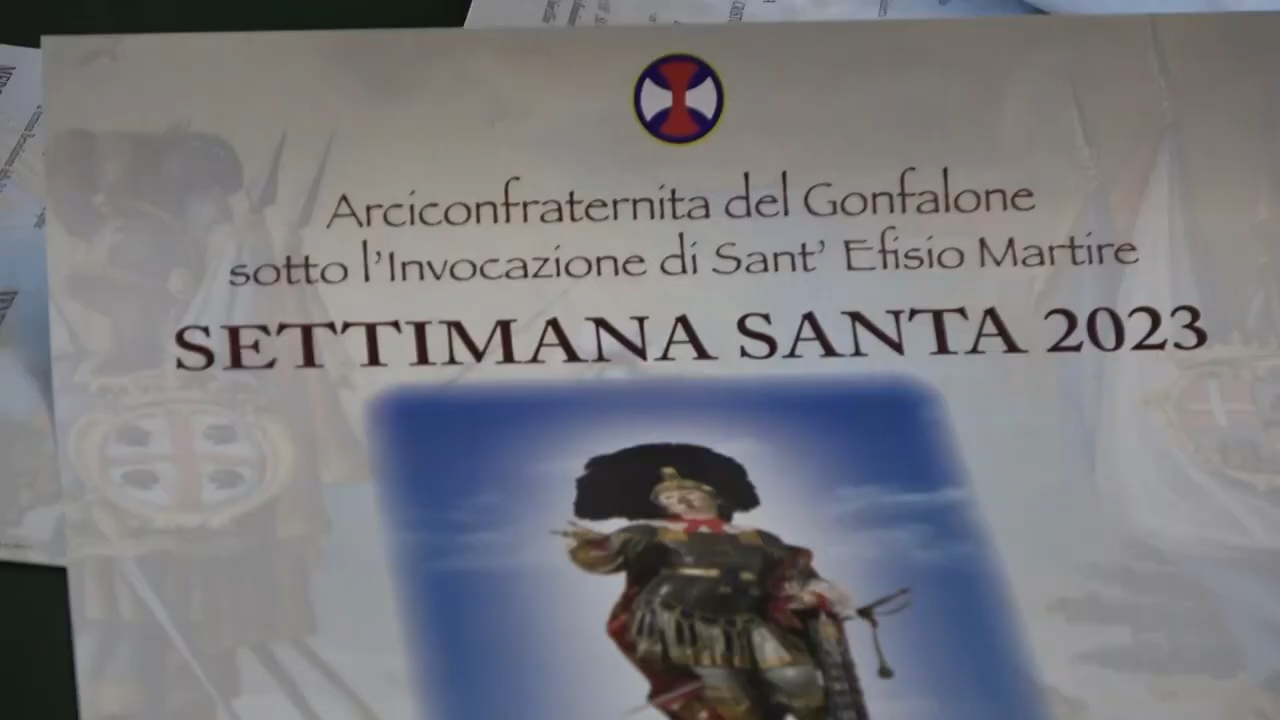 Arciconfraternita del Gonfalone
sotto l'Invocazione di Sant' Efisio Martire
SETTIMANA SANTA 2023